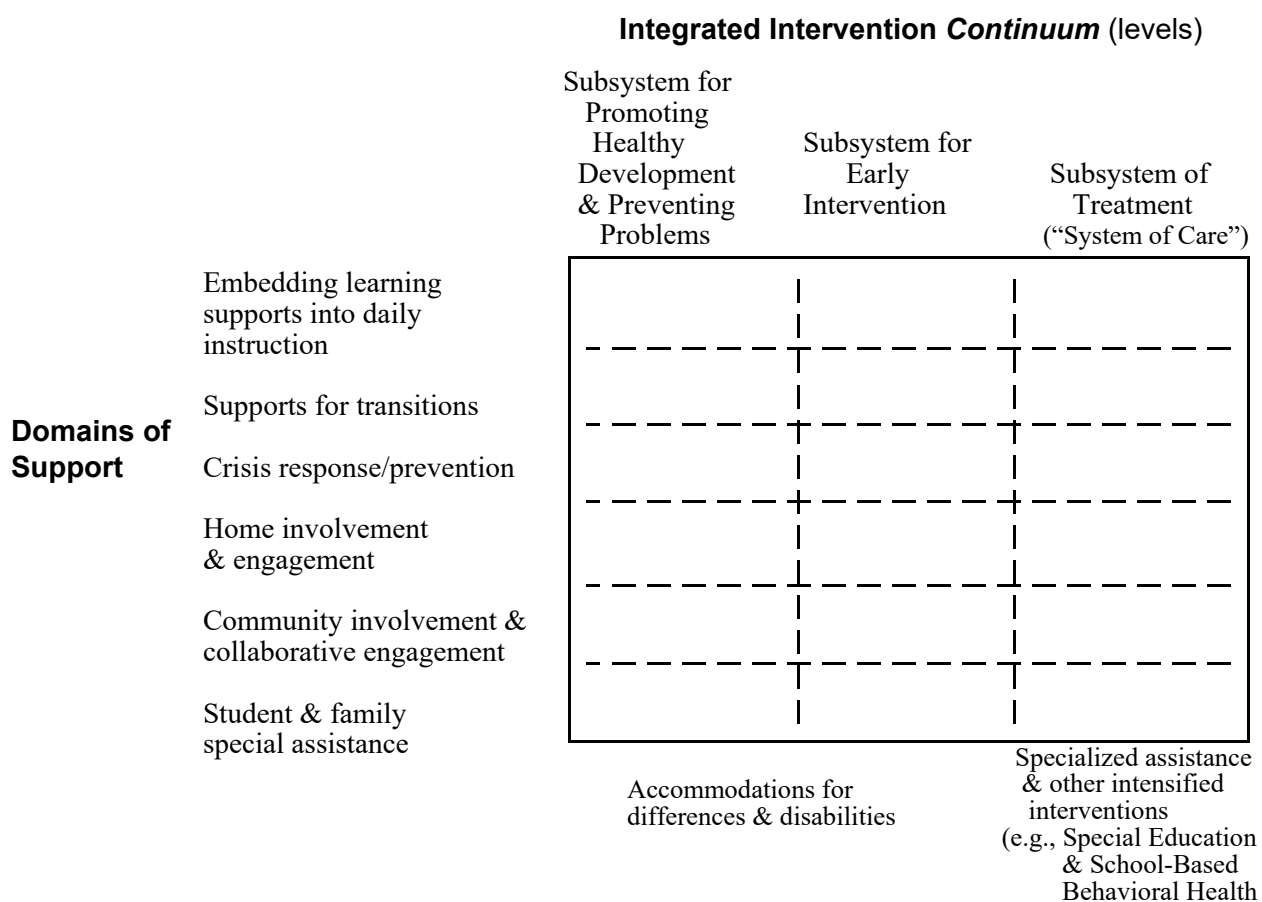 Integrated Intervention Continuum (levels)
Subsystem for
Promoting
Healthy
Development
& Preventing
Problems
Subsystem for
Early
Intervention
Subsystem of
Treatment
(“System of Care”)
Domains of
Support
Embedding learning
supports into daily
instruction
Supports for transitions
Crisis response/prevention
Home involvement
& engagement
Community involvement &
collaborative engagement
Student & family
special assistance
Accommodations for
differences & disabilities
Specialized assistance
& other intensified
interventions
(e.g., Special Education
& School-Based
Behavioral Health